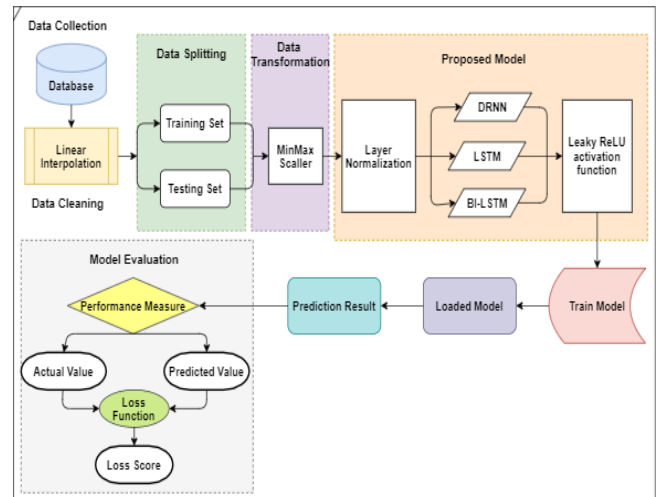 Data Collection
Database
Linear
Interpolation
Data Cleaning
Data Splitting
Training Set
Testing Set
Data
Transformation
MinMax
Scaller
Proposed Model
Layer
Normalization
DRNN
LSTM
BI-LSTM
Leaky ReLU
activation
function
Train Model
Loaded Model
Prediction Result
Model Evaluation
Performance Measure
Actual Value
Predicted Value
Loss
Function
Loss Score